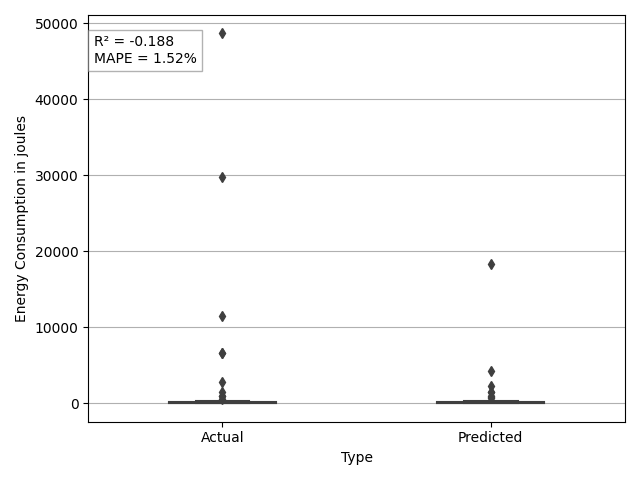 50000
R² = -0.188
MAPE = 1.52%
40000
30000
20000
10000
0
Energy Consumption in joules
Actual
Predicted
Type